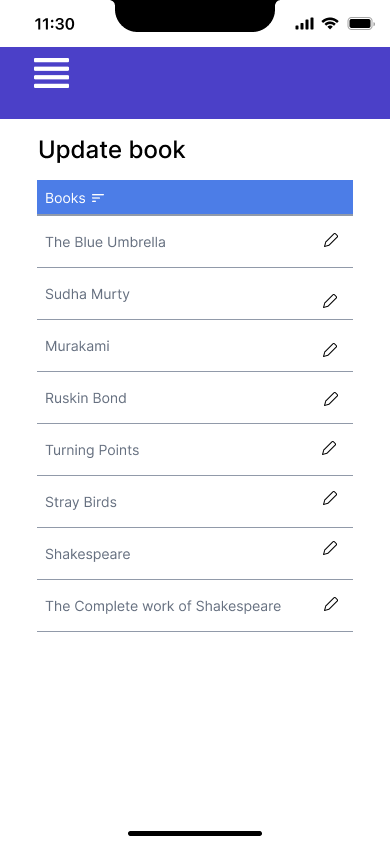 11:30
Update book
Books
The Blue Umbrella
Sudha Murty
Murakami
Ruskin Bond
Turning Points
Stray Birds
Shakespeare
The Complete work of Shakespeare